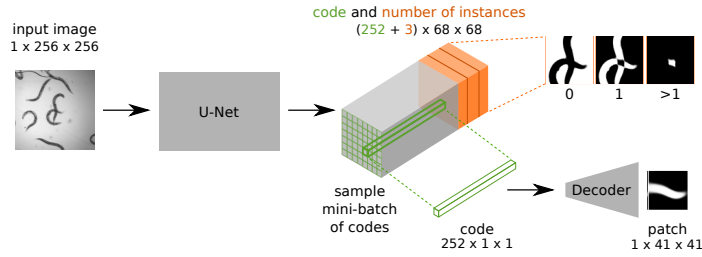 code and number of instances
(252 + 3) x 68 x 68
input image
1 x 256 x 256
U-Net
0 1 >1
sample
mini-batch
of codes
Decoder
code
252 x 1 x 1
patch
1 x 41 x 41